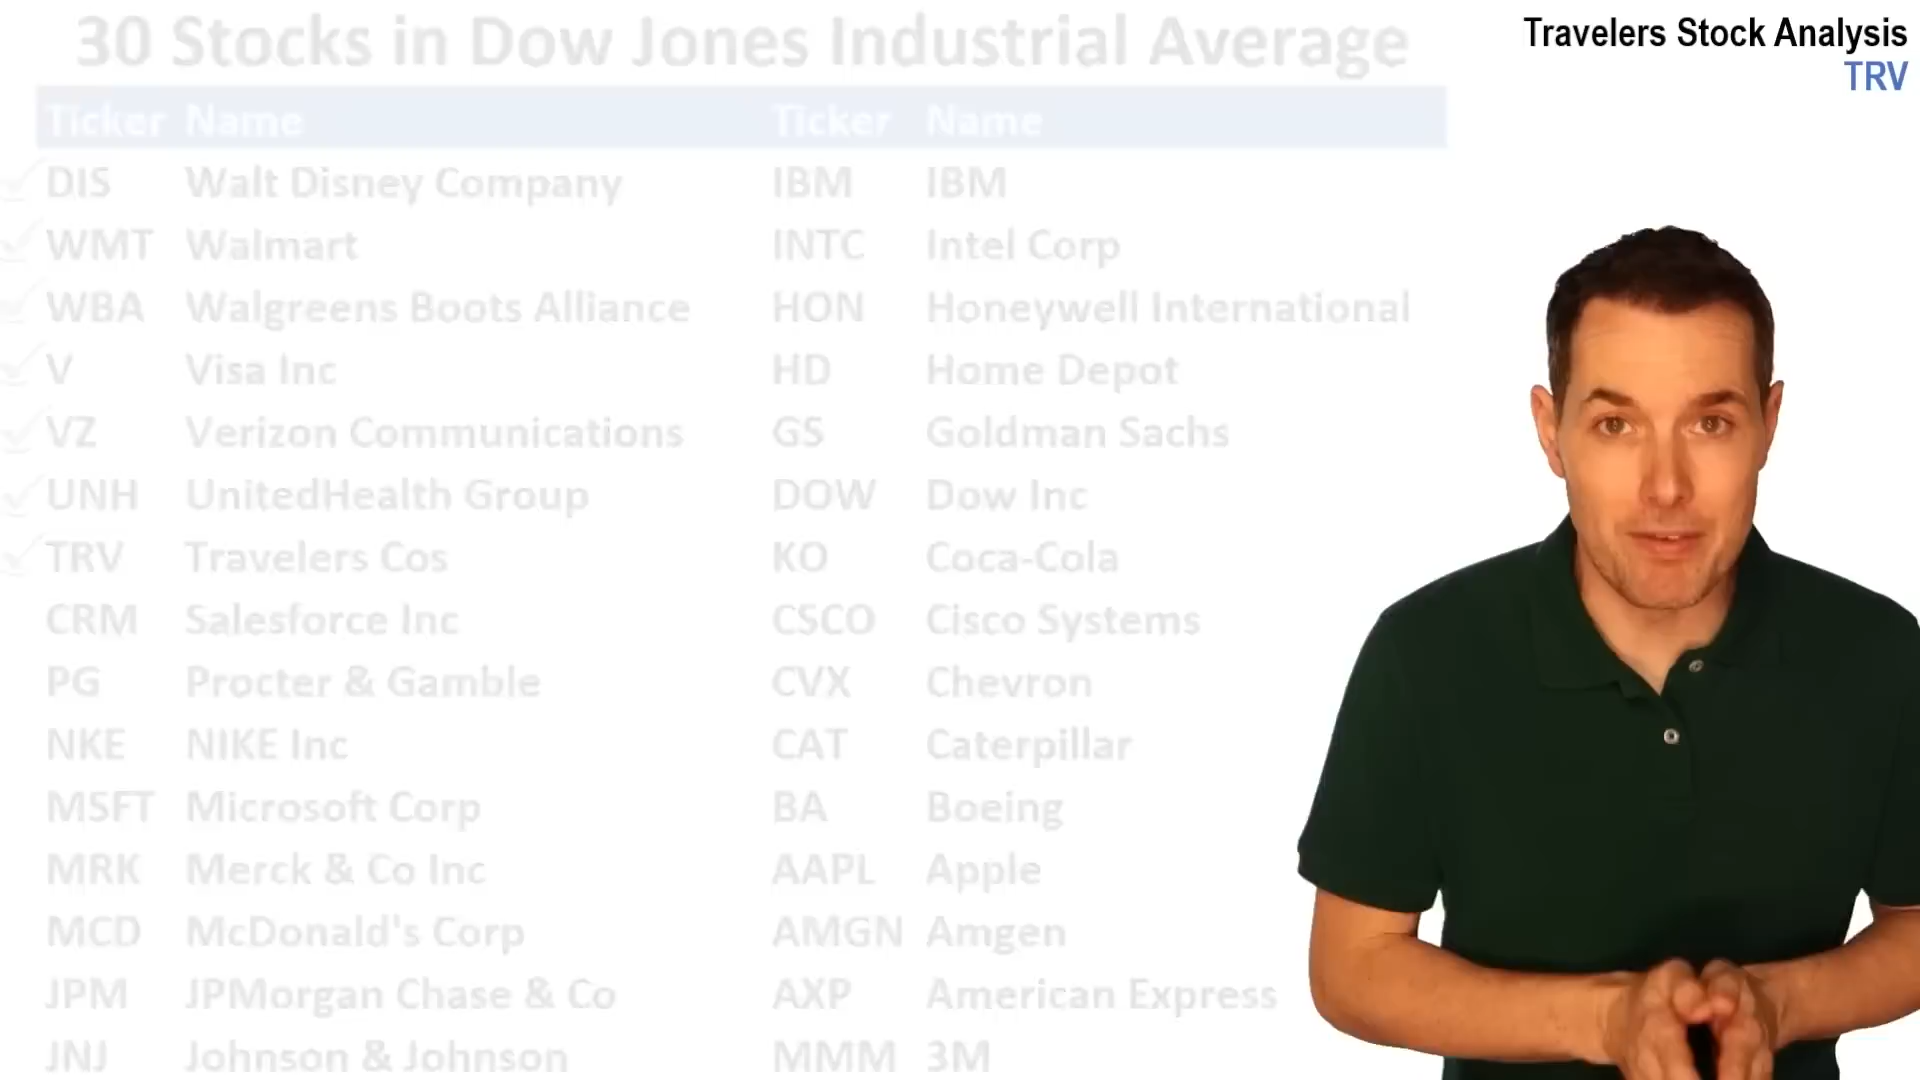 30 Stocks in Dow Jones Industrial Average
Travelers Stock Analysis
TRV
Ticker Name Ticker Name
DIS Walt Disney Company IBM IBM
WMT Walmart INTC Intel Corp
WBA Walgreens Boots Alliance HON Honeywell International
V Visa Inc HD Home Depot
VZ Verizon Communications GS Goldman Sachs
UNH UnitedHealth Group DOW Dow Inc
TRV Travelers Cos KO Coca-Cola
CRM Salesforce Inc CSCO Cisco Systems
PG Procter & Gamble CVX Chevron
NKE NIKE Inc CAT Caterpillar
MSFT Microsoft Corp BA Boeing
MRK Merck & Co Inc AAPL Apple
MCD McDonald's Corp AMGN Amgen
JPM JPMorgan Chase & Co AXP American Express
JNJ Johnson & Johnson MMM 3M